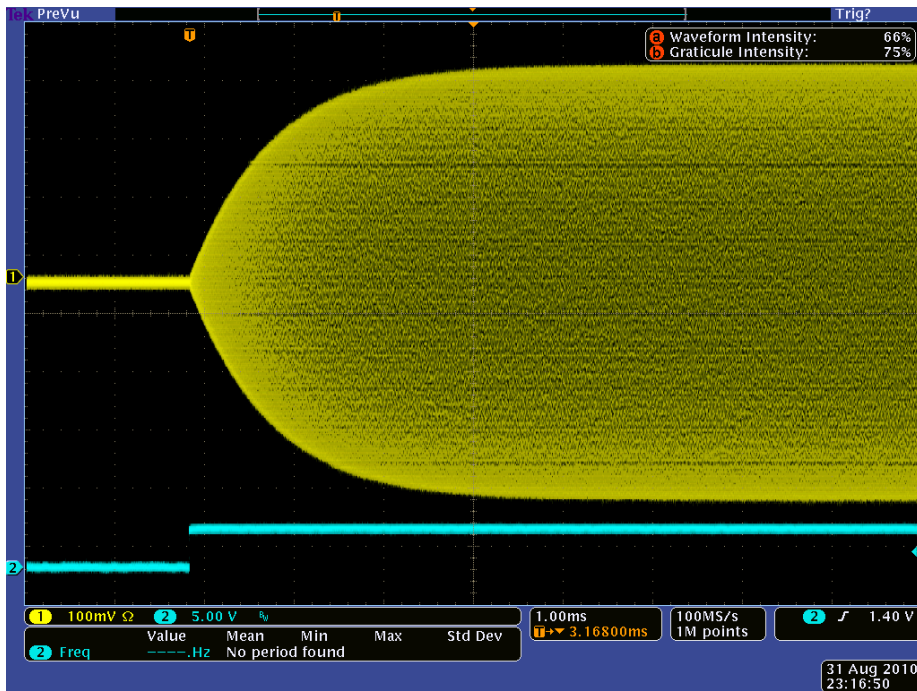 Tek PreVu Trig?
T
a Waveform Intensity: 66%
b Graticule Intensity: 75%
1
2
1 100mV Ω 2 5.00 V
1.00ms
T→▼ 3.16800ms
100MS/s
1M points
2 1.40 V
Value Mean Min Max Std Dev
2 Freq ----.Hz No period found
31 Aug 2010
23:16:50